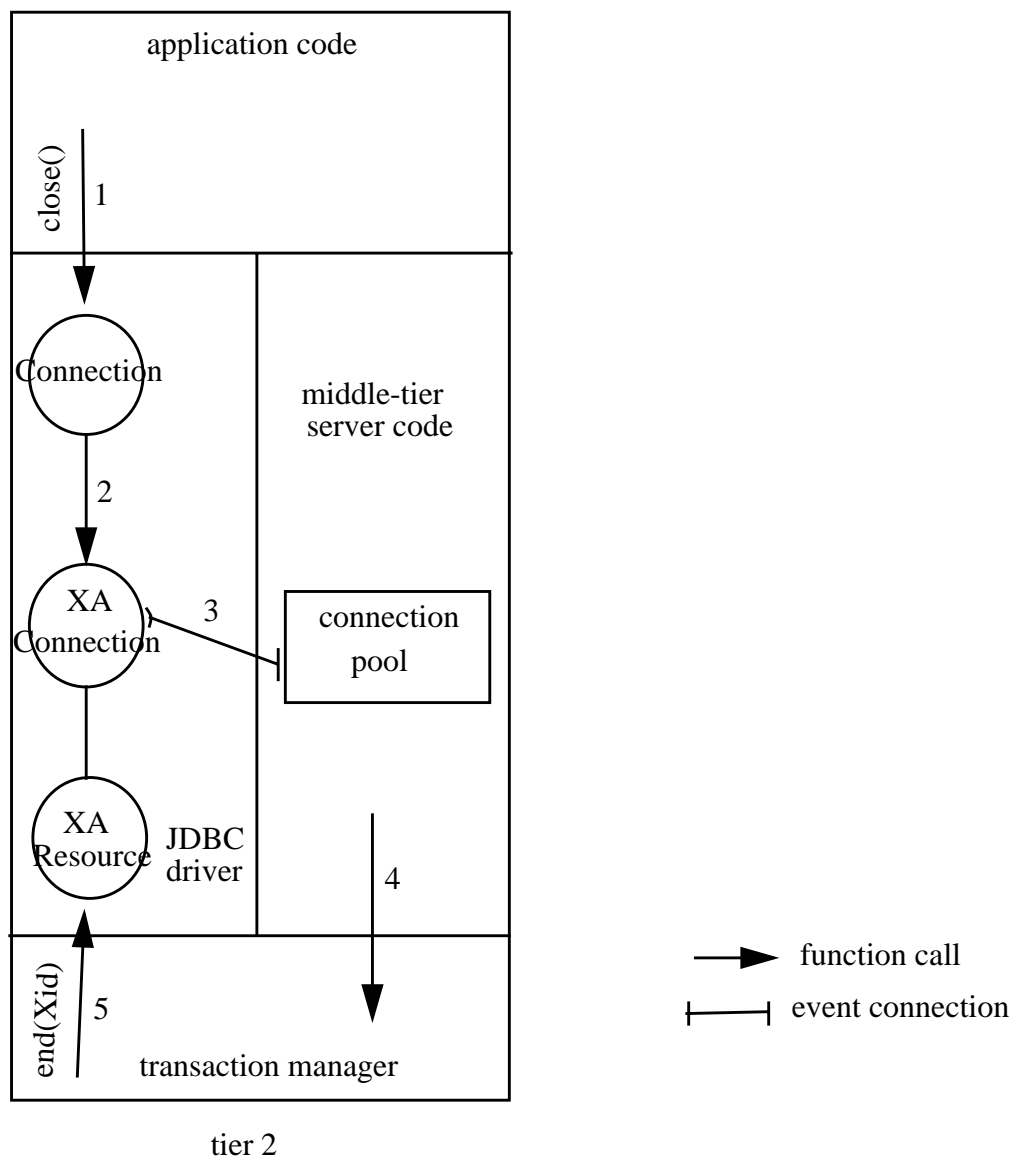 application code
close()
1
Connection
middle-tier
server code
2
XA
Connection
3
connection
pool
XA
Resource
JDBC
driver
4
function call
event connection
end(Xid)
5
transaction manager
tier 2